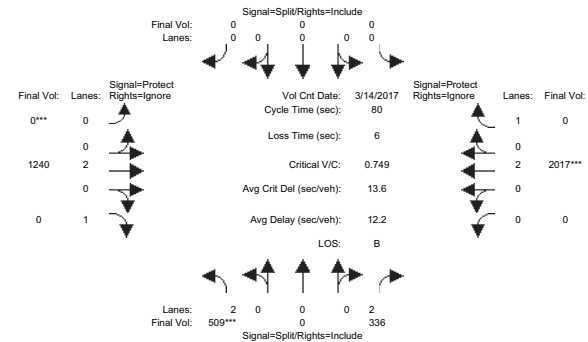 Signal=Split/Rights=Include
Final Vol: 0 0 0
Lanes: 0 0 0 0 0
Signal=Protect
Final Vol: Lanes: Rights=Ignore
Vol Cnt Date: 3/14/2017
Signal=Protect
Rights=Ignore Lanes: Final Vol:
Cycle Time (sec): 80
0*** 0
1 0
Loss Time (sec): 6
0
0
1240 2
Critical V/C: 0.749
2 2017***
0
Avg Crit Del (sec/veh): 13.6
0
0 1
Avg Delay (sec/veh): 12.2
0 0
LOS: B
Lanes: 2 0 0 0 2
Final Vol: 509*** 0 336
Signal=Split/Rights=Include